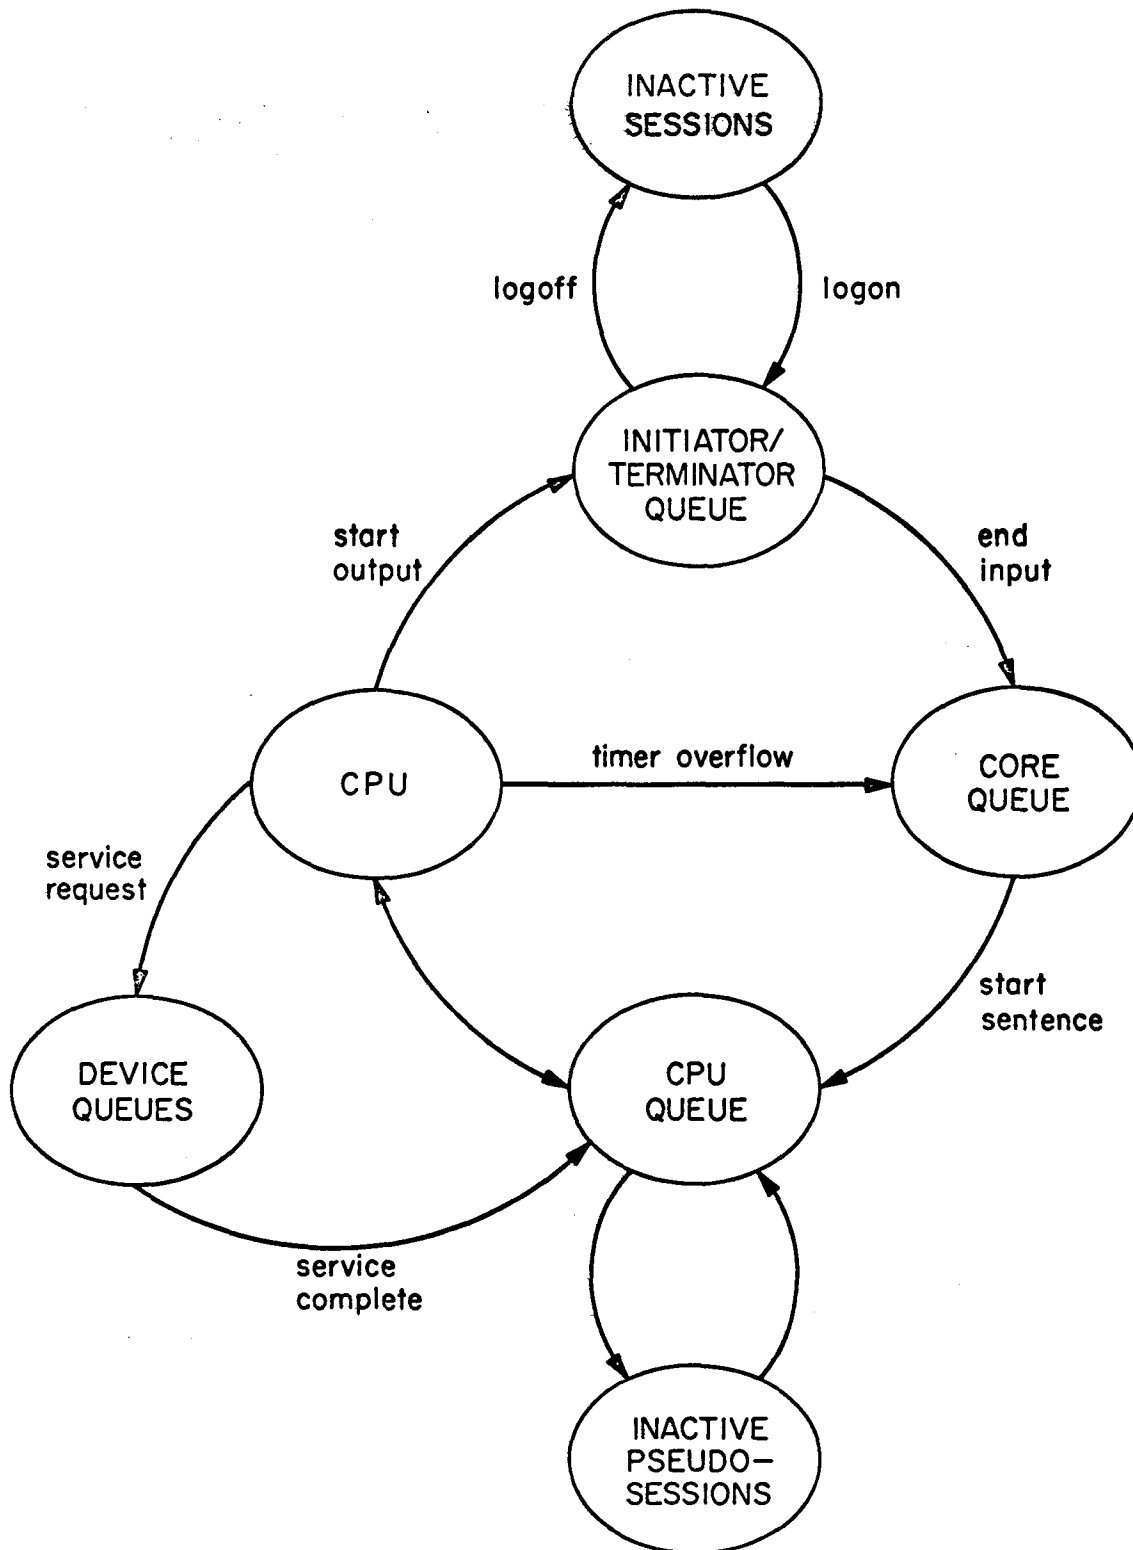 INACTIVE
SESSIONS
logoff
logon
INITIATOR/
TERMINATOR
QUEUE
start
output
end
input
CPU
timer overflow
CORE
QUEUE
service
request
start
sentence
DEVICE
QUEUES
CPU
QUEUE
service
complete
INACTIVE
PSEUDO-
SESSIONS